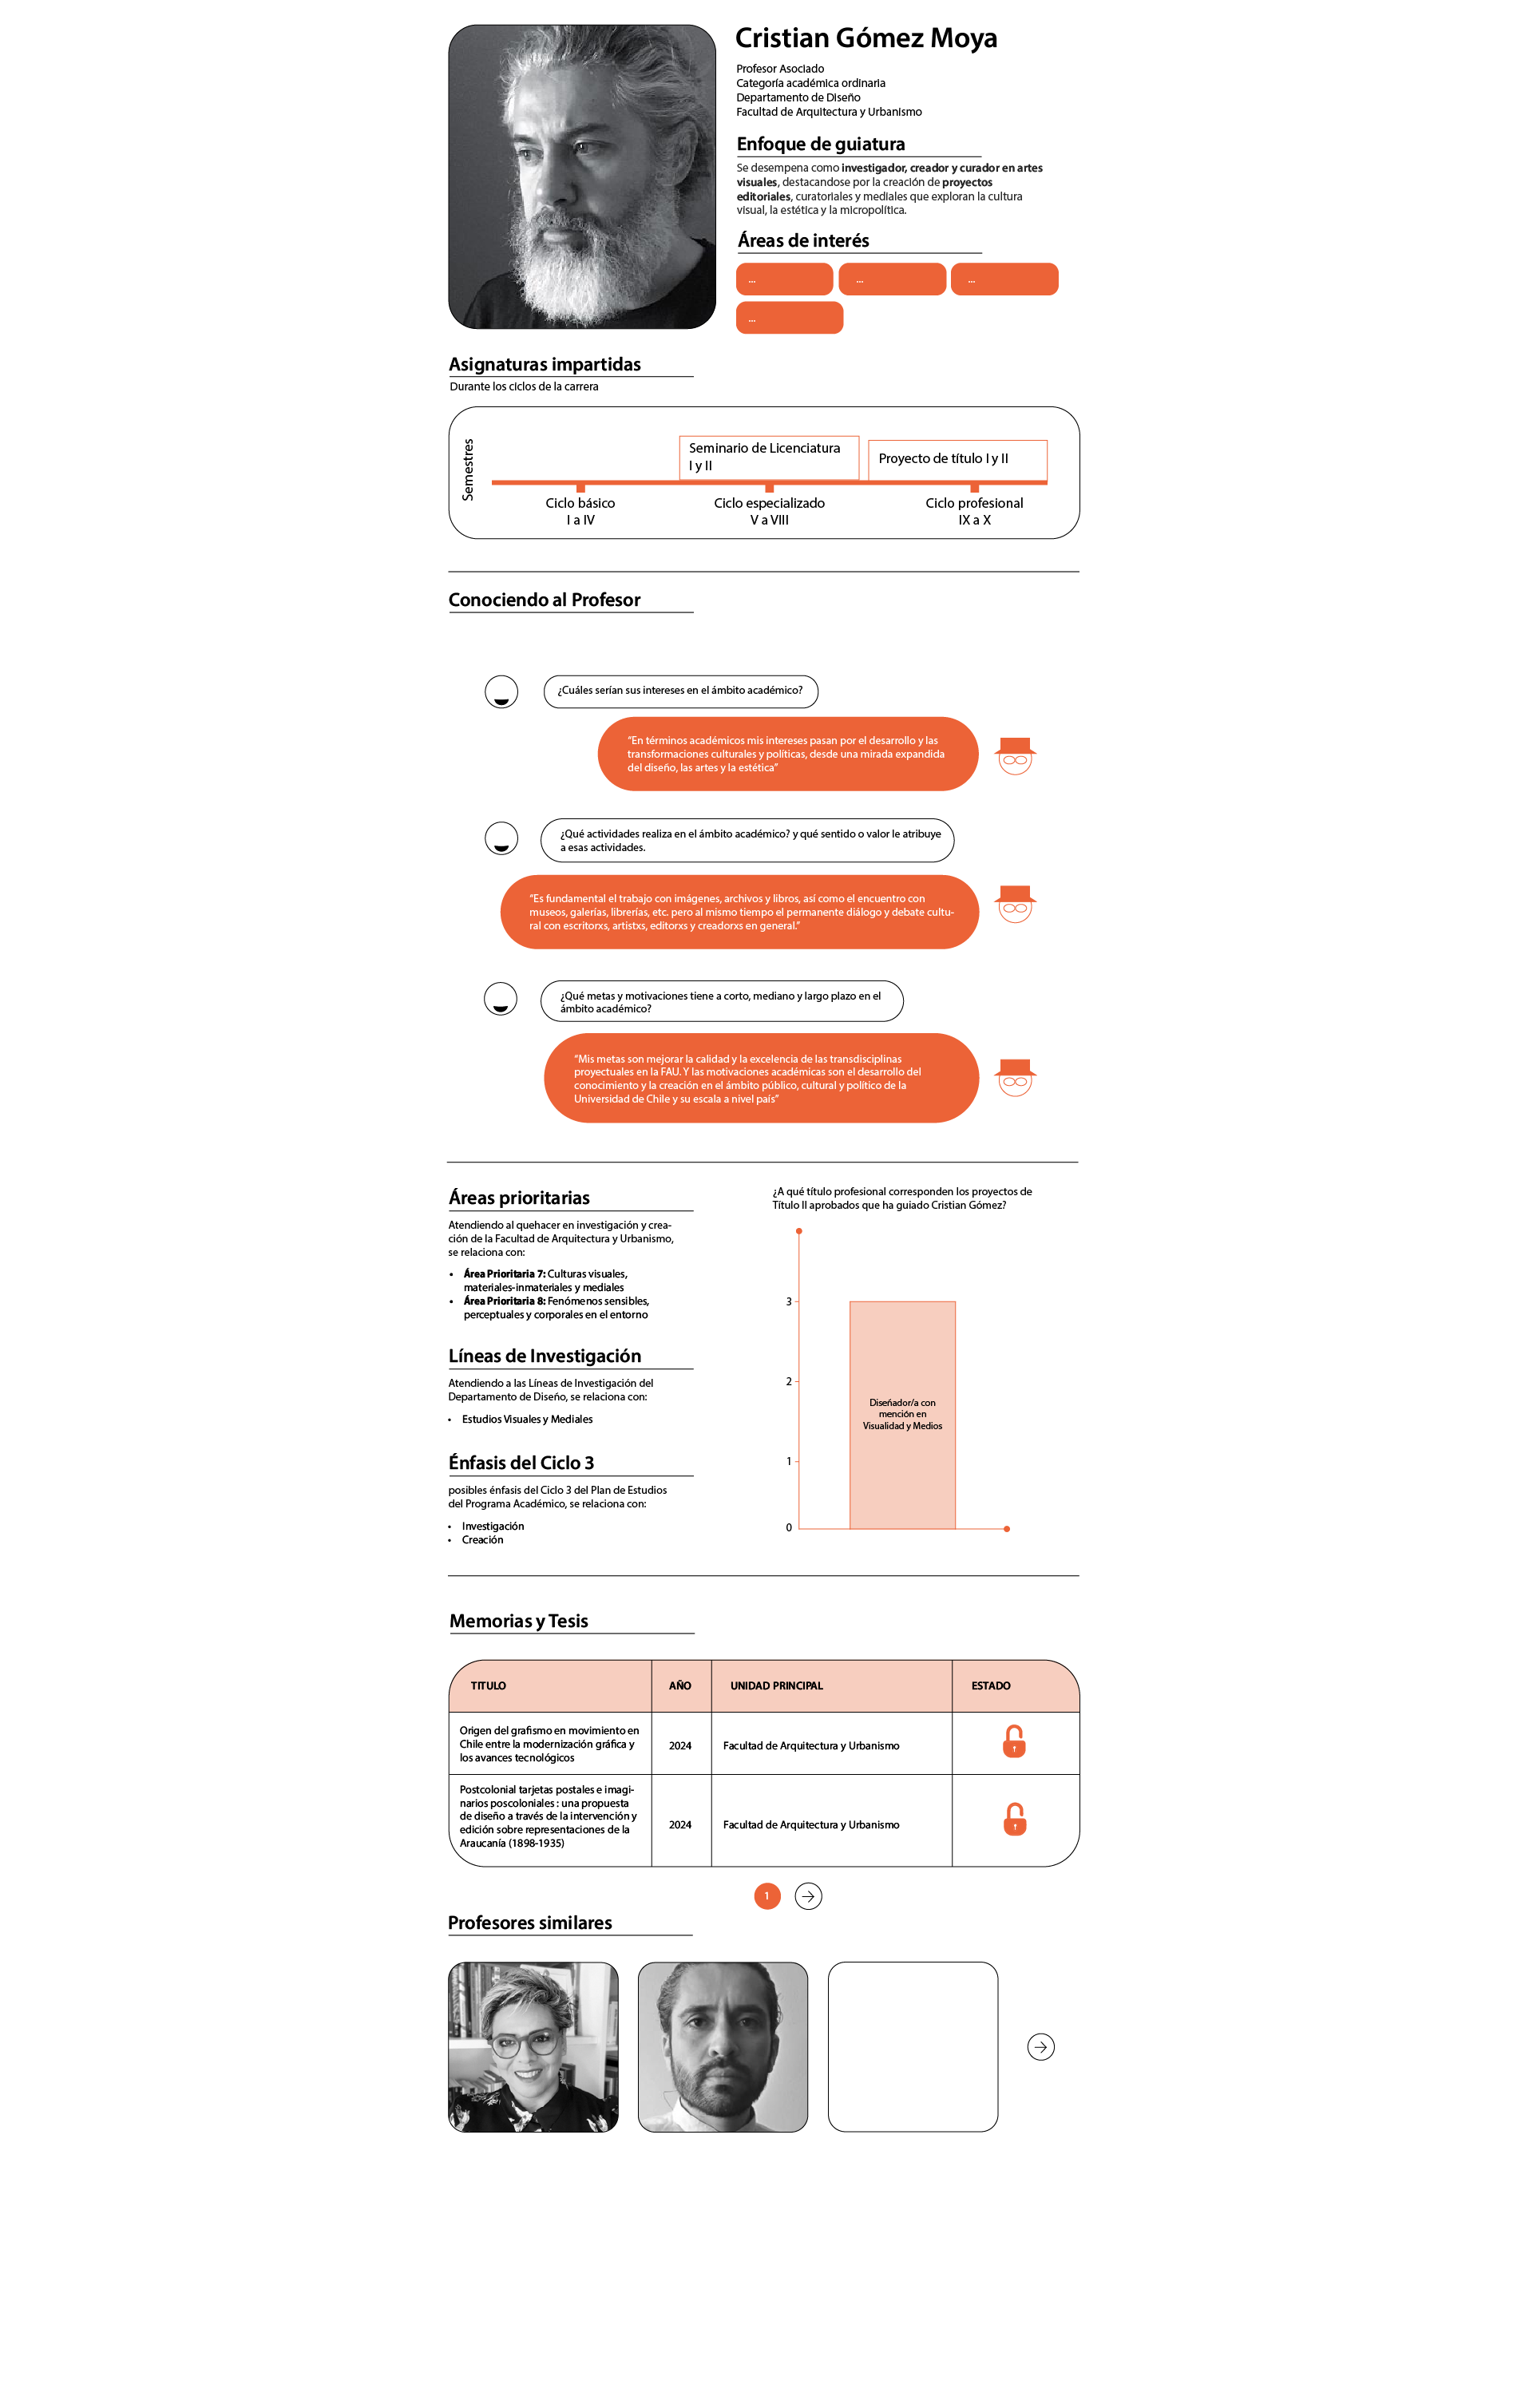 Cristian Gómez Moya
Profesor Asociado
Categoría académica ordinaria
Departamento de Diseño
Facultad de Arquitectura y Urbanismo
Enfoque de guiatura
Se desempena como investigador, creador y curador en artes
visuales, destacandose por la creación de proyectos
editoriales, curatoriales y mediales que exploran la cultura
visual, la estética y la micropolítica.
Áreas de interés
...
...
...
...
Asignaturas impartidas
Durante los ciclos de la carrera
Semestres
Seminario de Licenciatura
I y II
Proyecto de título I y II
Ciclo básico
I a IV
Ciclo especializado
V a VIII
Ciclo profesional
IX a X
Conociendo al Profesor
¿Cuáles serían sus intereses en el ámbito académico?
“En términos académicos mis intereses pasan por el desarrollo y las
transformaciones culturales y políticas, desde una mirada expandida
del diseño, las artes y la estética”
¿Qué actividades realiza en el ámbito académico? y qué sentido o valor le atribuye
a esas actividades.
“Es fundamental el trabajo con imágenes, archivos y libros, así como el encuentro con
museos, galerías, librerías, etc. pero al mismo tiempo el permanente diálogo y debate cultu-
ral con escritorxs, artistxs, editorxs y creadorxs en general.”
¿Qué metas y motivaciones tiene a corto, mediano y largo plazo en el
ámbito académico?
“Mis metas son mejorar la calidad y la excelencia de las transdisciplinas
proyectuales en la FAU. Y las motivaciones académicas son el desarrollo del
conocimiento y la creación en el ámbito público, cultural y político de la
Universidad de Chile y su escala a nivel país”
Áreas prioritarias
Atendiendo al quehacer en investigación y crea-
ción de la Facultad de Arquitectura y Urbanismo,
se relaciona con:
• Área Prioritaria 7: Culturas visuales,
materiales-inmateriales y mediales
• Área Prioritaria 8: Fenómenos sensibles,
perceptuales y corporales en el entorno
Líneas de Investigación
Atendiendo a las Líneas de Investigación del
Departamento de Diseño, se relaciona con:
• Estudios Visuales y Mediales
Énfasis del Ciclo 3
posibles énfasis del Ciclo 3 del Plan de Estudios
del Programa Académico, se relaciona con:
• Investigación
• Creación
¿A qué título profesional corresponden los proyectos de
Título II aprobados que ha guiado Cristian Gómez?
3
2
1
0
Diseñador/a con
mención en
Visualidad y Medios
Memorias y Tesis
TITULO
AÑO
UNIDAD PRINCIPAL
ESTADO
Origen del grafismo en movimiento en
Chile entre la modernización gráfica y
los avances tecnológicos
2024
Facultad de Arquitectura y Urbanismo
Postcolonial tarjetas postales e imagi-
narios poscoloniales : una propuesta
de diseño a través de la intervención y
edición sobre representaciones de la
Araucanía (1898-1935)
2024
Facultad de Arquitectura y Urbanismo
1
Profesores similares